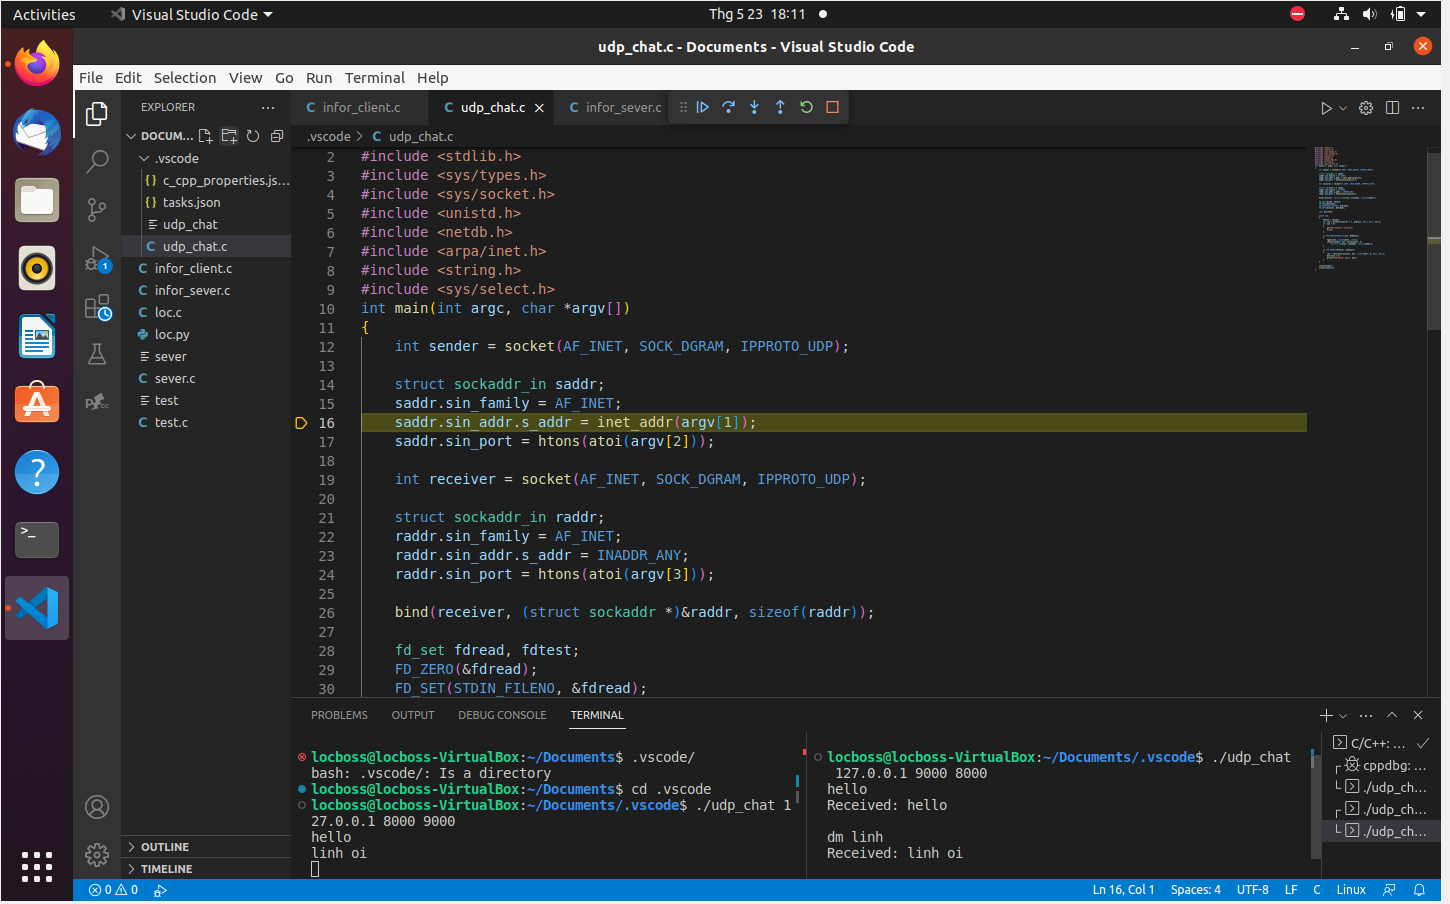 Activities
Visual Studio Code
Thg 5 23 18:11
udp_chat.c - Documents - Visual Studio Code
File Edit Selection View Go Run Terminal Help
EXPLORER
DOCUM...
.vscode
c_cpp_properties.js...
tasks.json
udp_chat
udp_chat.c
infor_client.c
infor_sever.c
loc.c
loc.py
sever
sever.c
test
test.c
OUTLINE
TIMELINE
infor_client.c
udp_chat.c
infor_sever.c
.vscode > C udp_chat.c
2 #include <stdlib.h>
3 #include <sys/types.h>
4 #include <sys/socket.h>
5 #include <unistd.h>
6 #include <netdb.h>
7 #include <arpa/inet.h>
8 #include <string.h>
9 #include <sys/select.h>
10 int main(int argc, char *argv[])
11 {
12 int sender = socket(AF_INET, SOCK_DGRAM, IPPROTO_UDP);
13
14 struct sockaddr_in saddr;
15 saddr.sin_family = AF_INET;
16 saddr.sin_addr.s_addr = inet_addr(argv[1]);
17 saddr.sin_port = htons(atoi(argv[2]));
18
19 int receiver = socket(AF_INET, SOCK_DGRAM, IPPROTO_UDP);
20
21 struct sockaddr_in raddr;
22 raddr.sin_family = AF_INET;
23 raddr.sin_addr.s_addr = INADDR_ANY;
24 raddr.sin_port = htons(atoi(argv[3]));
25
26 bind(receiver, (struct sockaddr *)&raddr, sizeof(raddr));
27
28 fd_set fdread, fdtest;
29 FD_ZERO(&fdread);
30 FD_SET(STDIN_FILENO, &fdread);
PROBLEMS OUTPUT DEBUG CONSOLE TERMINAL
locboss@locboss-VirtualBox:~/Documents$ .vscode/
bash: .vscode/: Is a directory
locboss@locboss-VirtualBox:~/Documents$ cd .vscode
locboss@locboss-VirtualBox:~/Documents/.vscode$ ./udp_chat 1
27.0.0.1 8000 9000
hello
linh oi
locboss@locboss-VirtualBox:~/Documents/.vscode$ ./udp_chat
127.0.0.1 9000 8000
hello
Received: hello
dm linh
Received: linh oi
C/C++: ...
cppdbg: ...
./udp_ch...
./udp_ch...
./udp_ch...
0 0
Ln 16, Col 1 Spaces: 4 UTF-8 LF C Linux